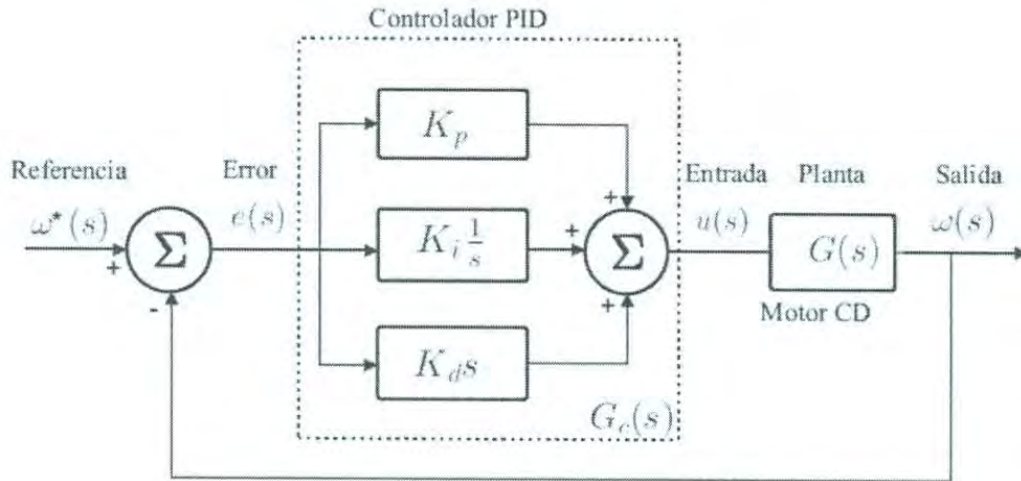 Controlador PID
K_p
Referencia
Error
Entrada
Planta
Salida
ω*(s)
Σ
e(s)
K_i 1/s
Σ
u(s)
G(s)
ω(s)
+
-
+
+
+
Motor CD
K_d s
G_c(s)